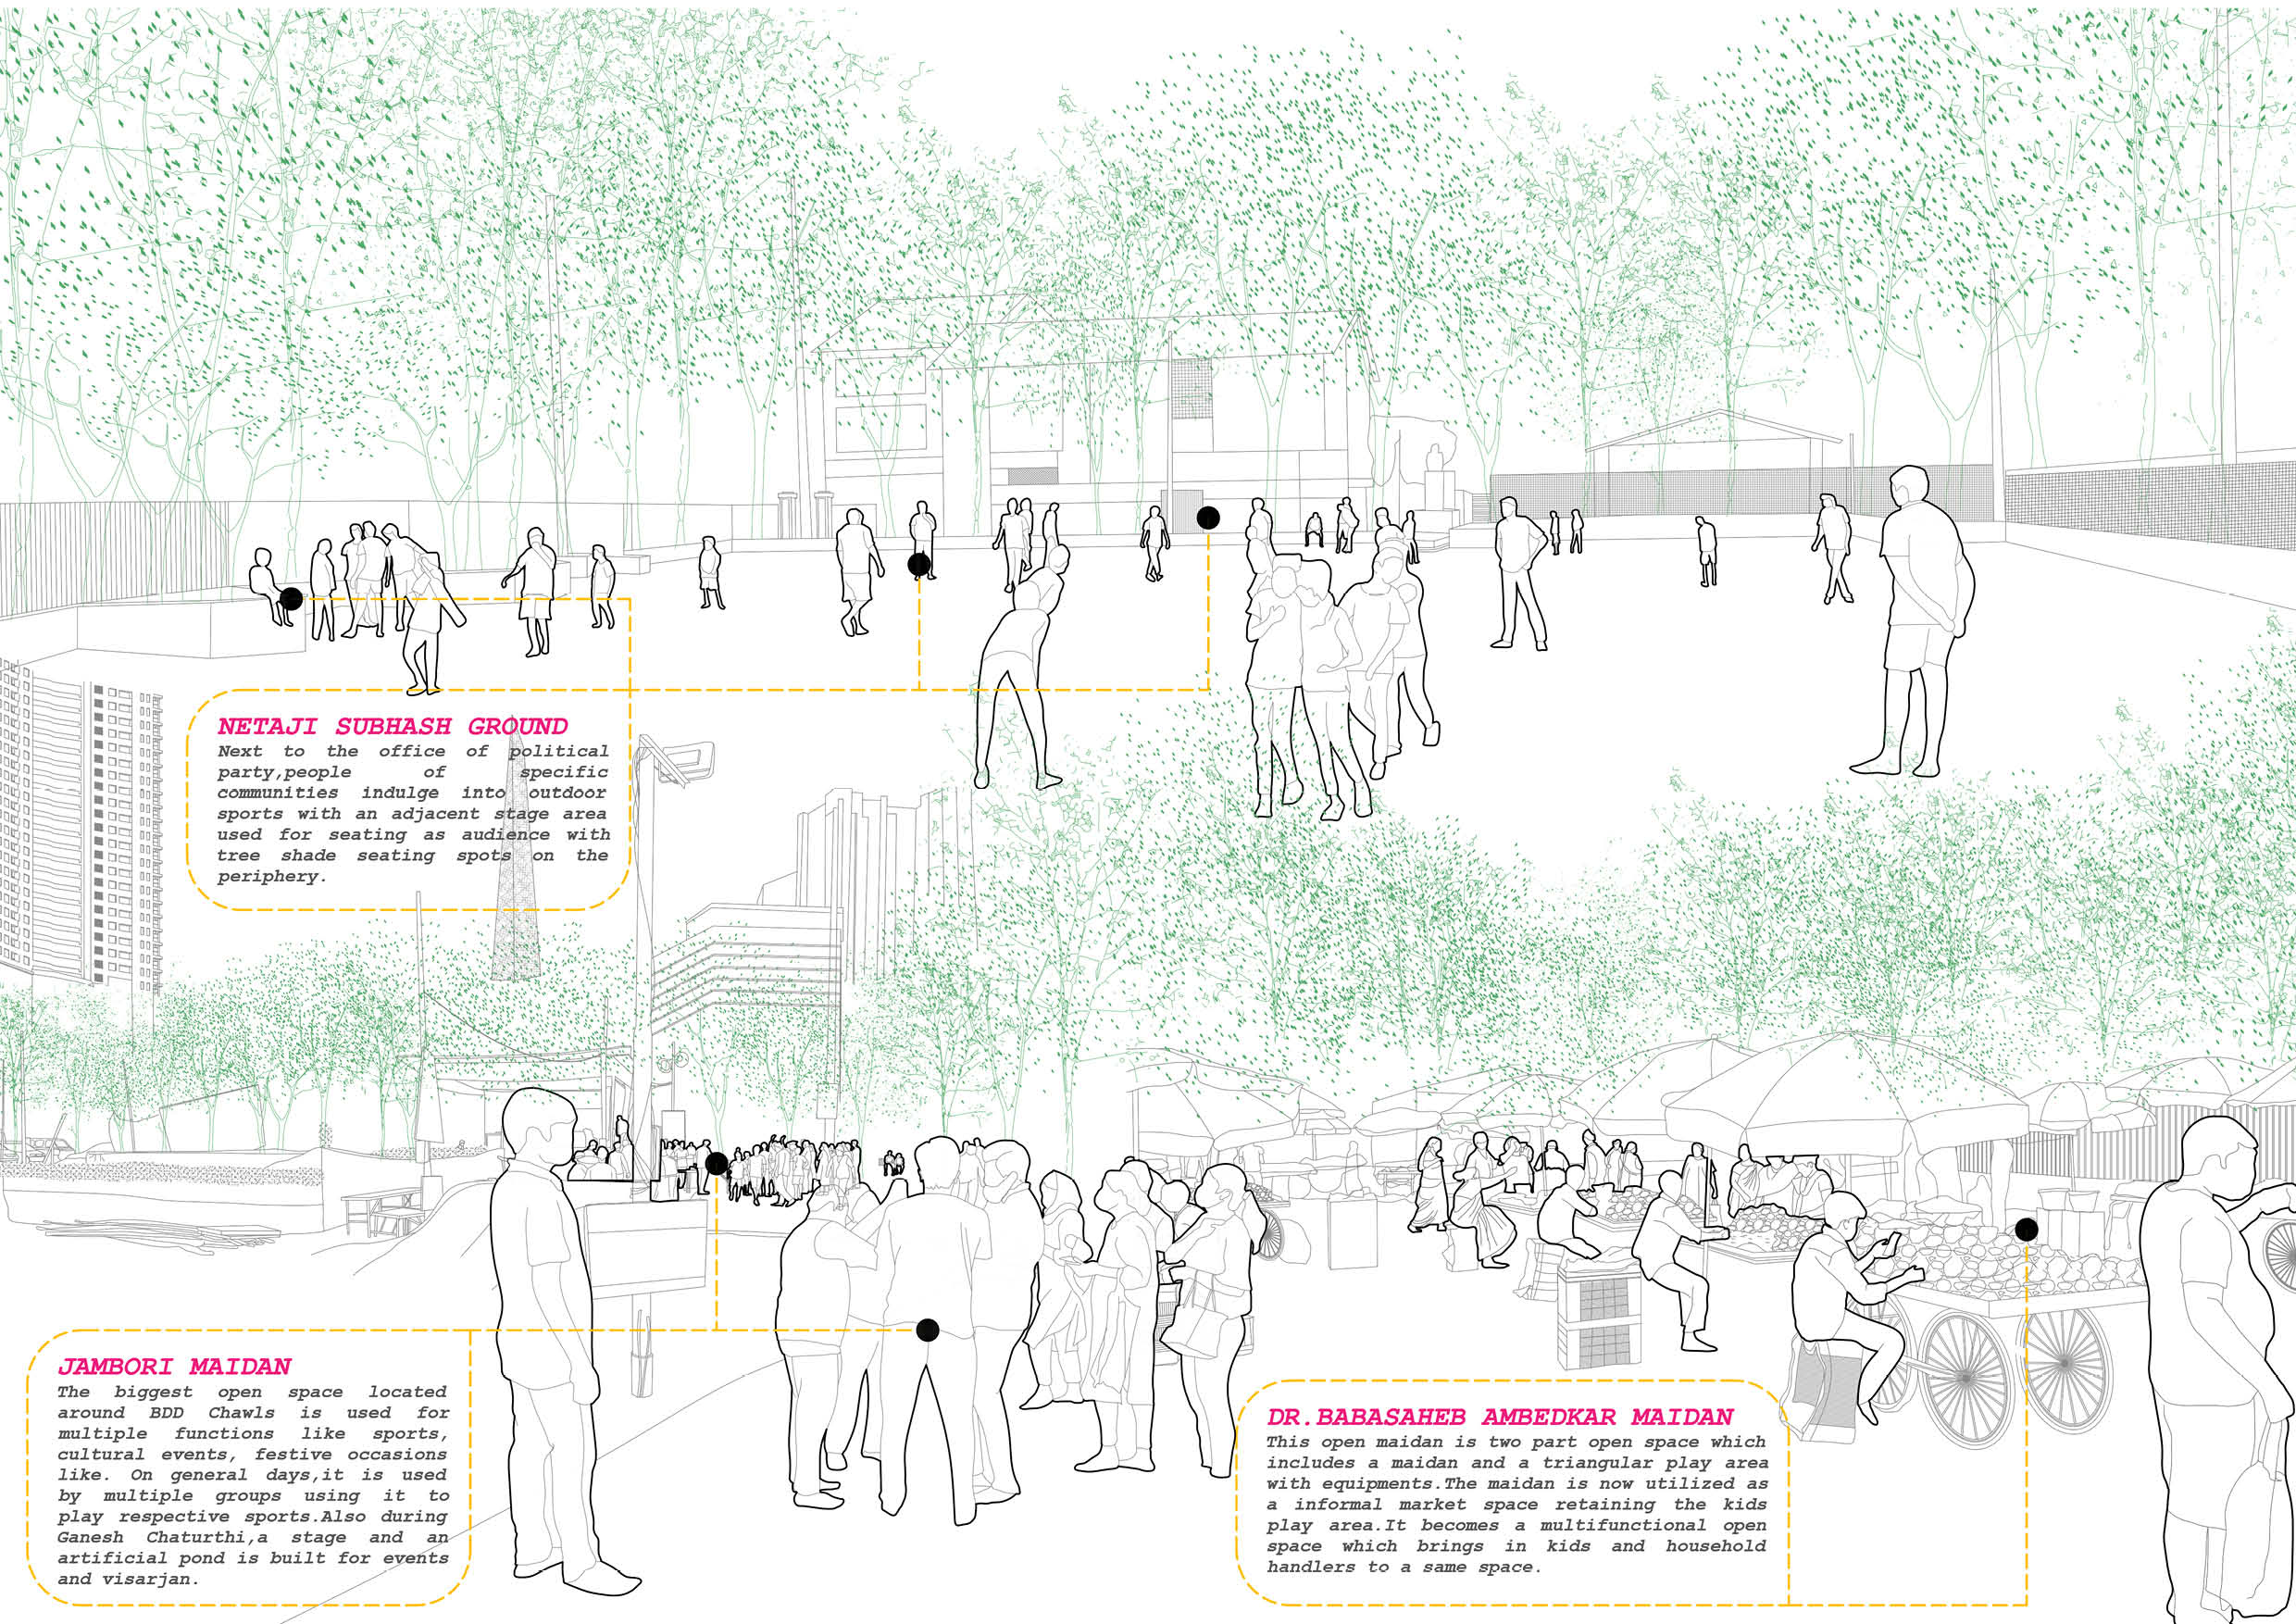 NETAJI SUBHASH GROUND
Next to the office of political
party,people of specific
communities indulge into outdoor
sports with an adjacent stage area
used for seating as audience with
tree shade seating spots on the
periphery.
JAMBORI MAIDAN
The biggest open space located
around BDD Chawls is used for
multiple functions like sports,
cultural events, festive occasions
like. On general days,it is used
by multiple groups using it to
play respective sports.Also during
Ganesh Chaturthi,a stage and an
artificial pond is built for events
and visarjan.
DR.BABASAHEB AMBEDKAR MAIDAN
This open maidan is two part open space which
includes a maidan and a triangular play area
with equipments.The maidan is now utilized as
a informal market space retaining the kids
play area.It becomes a multifunctional open
space which brings in kids and household
handlers to a same space.